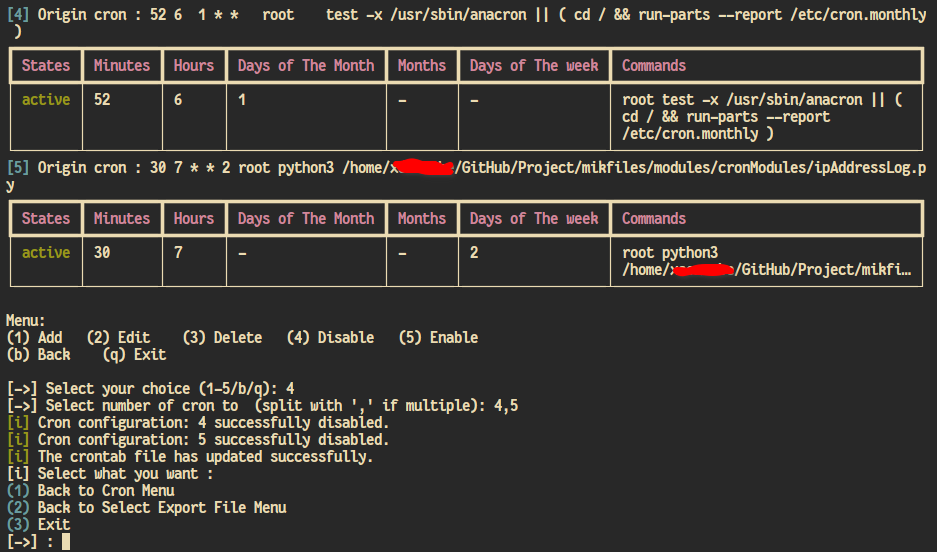 [4] Origin cron : 52 6  1 * *   root    test -x /usr/sbin/anacron || ( cd / && run-parts --report /etc/cron.monthly
)
States Minutes Hours Days of The Month Months Days of The week Commands
active 52 6 1 – – root test -x /usr/sbin/anacron || (
cd / && run-parts --report
/etc/cron.monthly )
[5] Origin cron : 30 7 * * 2 root python3 /home/ /GitHub/Project/mikfiles/modules/cronModules/ipAddressLog.p
y
States Minutes Hours Days of The Month Months Days of The week Commands
active 30 7 – – 2 root python3
/home/ /GitHub/Project/mikfi…
Menu:
(1) Add   (2) Edit    (3) Delete   (4) Disable   (5) Enable
(b) Back    (q) Exit
[->] Select your choice (1-5/b/q): 4
[->] Select number of cron to  (split with ',' if multiple): 4,5
[i] Cron configuration: 4 successfully disabled.
[i] Cron configuration: 5 successfully disabled.
[i] The crontab file has updated successfully.
[i] Select what you want :
(1) Back to Cron Menu
(2) Back to Select Export File Menu
(3) Exit
[->] :